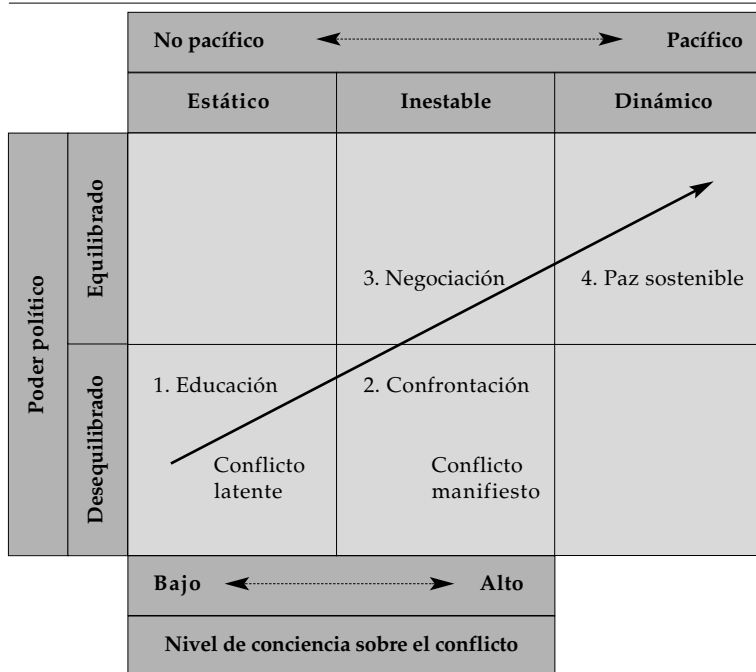 No pacífico Pacífico
Estático Inestable Dinámico
Poder político
Equilibrado
3. Negociación 4. Paz sostenible
Desequilibrado
1. Educación 2. Confrontación
Conflicto Conflicto
latente manifiesto
Bajo Alto
Nivel de conciencia sobre el conflicto